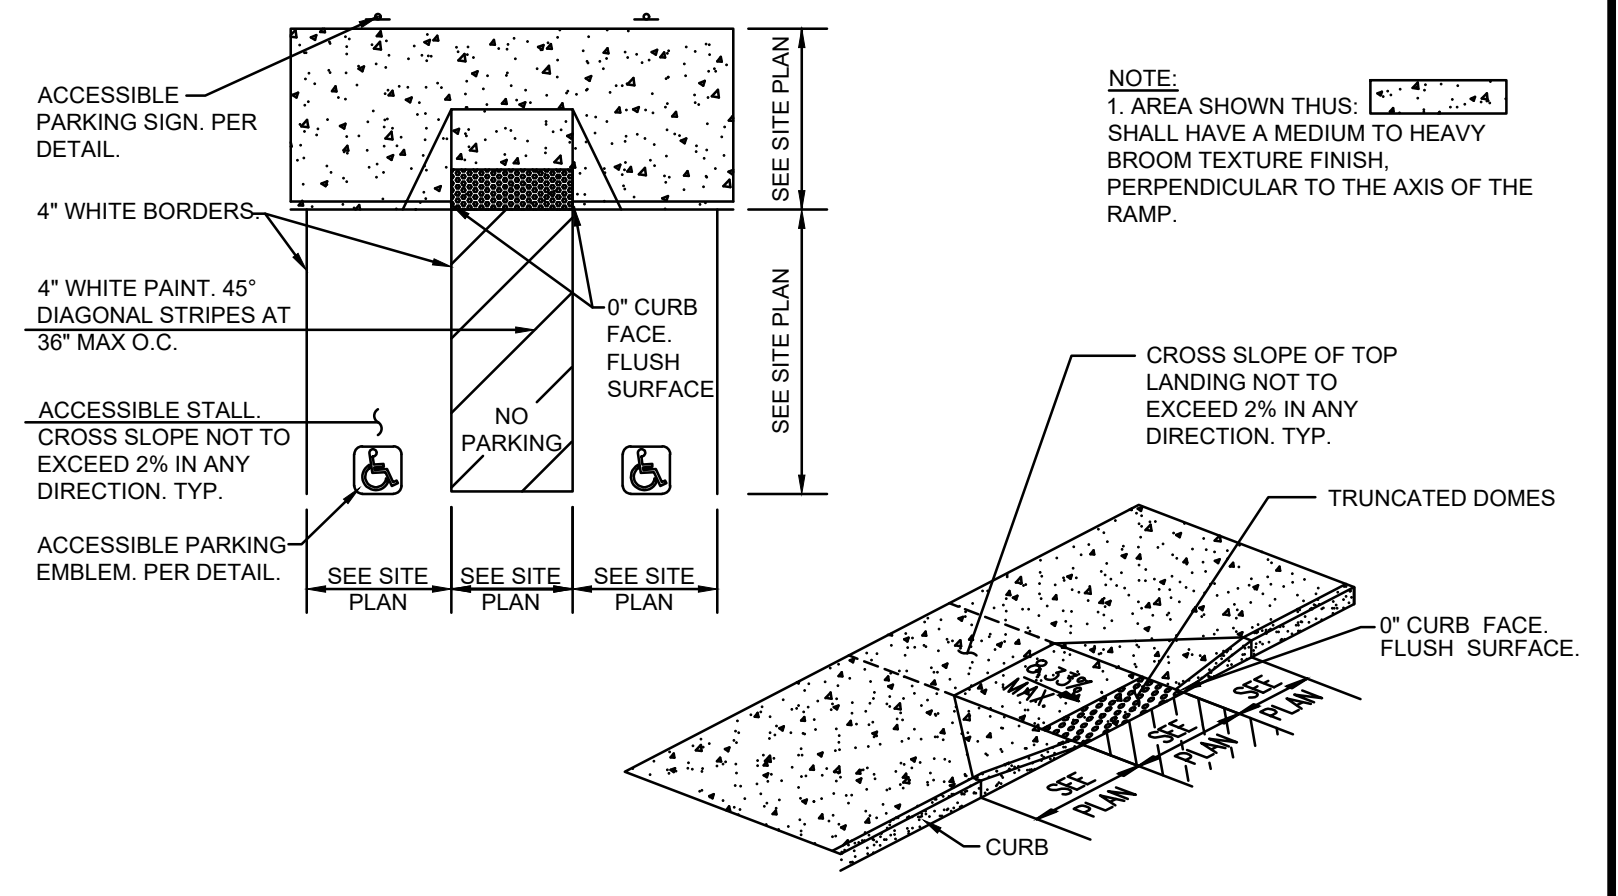 ACCESSIBLE
PARKING SIGN. PER
DETAIL.
4" WHITE BORDERS.
4" WHITE PAINT. 45°
DIAGONAL STRIPES AT
36" MAX O.C.
ACCESSIBLE STALL.
CROSS SLOPE NOT TO
EXCEED 2% IN ANY
DIRECTION. TYP.
ACCESSIBLE PARKING
EMBLEM. PER DETAIL.
NO
PARKING
0" CURB
FACE.
FLUSH
SURFACE
SEE SITE PLAN
SEE SITE PLAN
SEE SITE
PLAN
SEE SITE
PLAN
SEE SITE
PLAN
NOTE:
1. AREA SHOWN THUS:
SHALL HAVE A MEDIUM TO HEAVY
BROOM TEXTURE FINISH,
PERPENDICULAR TO THE AXIS OF THE
RAMP.
CROSS SLOPE OF TOP
LANDING NOT TO
EXCEED 2% IN ANY
DIRECTION. TYP.
TRUNCATED DOMES
0" CURB FACE.
FLUSH SURFACE.
8.33%
MAX.
SEE
PLAN
SEE
PLAN
SEE
PLAN
CURB